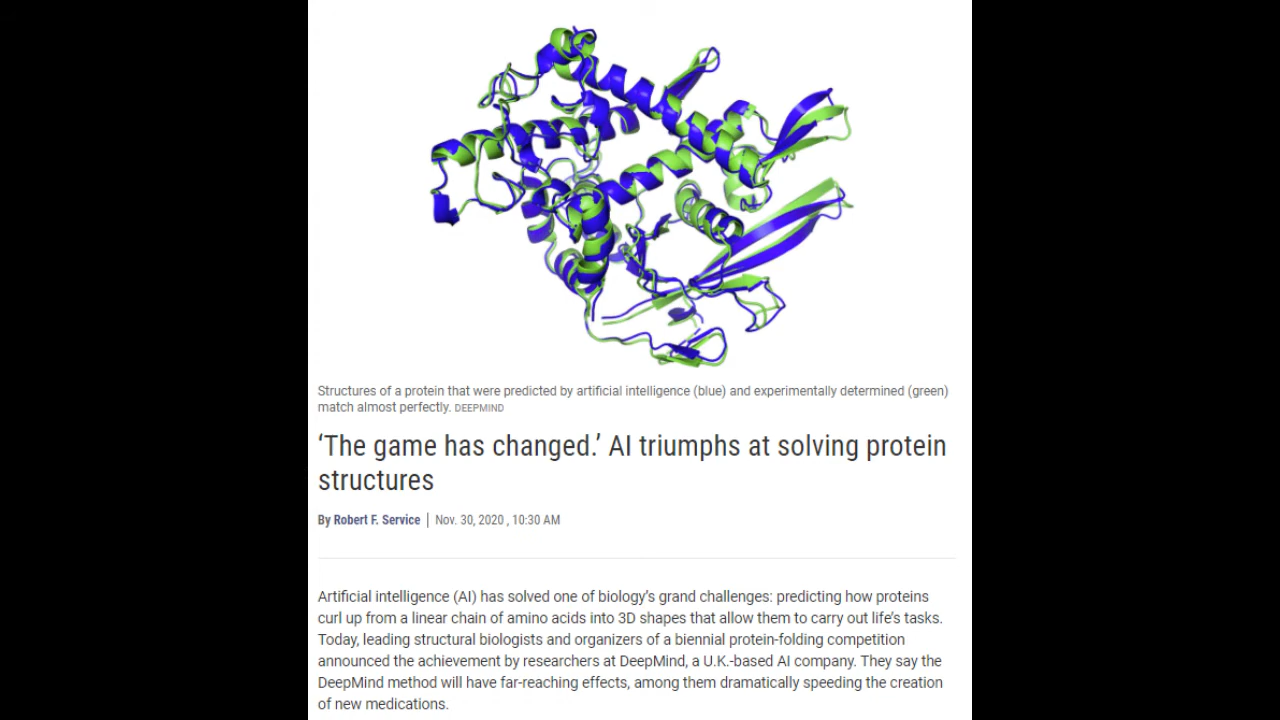 Structures of a protein that were predicted by artificial intelligence (blue) and experimentally determined (green)
match almost perfectly. DEEPMIND
‘The game has changed.’ AI triumphs at solving protein
structures
By Robert F. Service | Nov. 30, 2020 , 10:30 AM
Artificial intelligence (AI) has solved one of biology’s grand challenges: predicting how proteins
curl up from a linear chain of amino acids into 3D shapes that allow them to carry out life’s tasks.
Today, leading structural biologists and organizers of a biennial protein-folding competition
announced the achievement by researchers at DeepMind, a U.K.-based AI company. They say the
DeepMind method will have far-reaching effects, among them dramatically speeding the creation
of new medications.